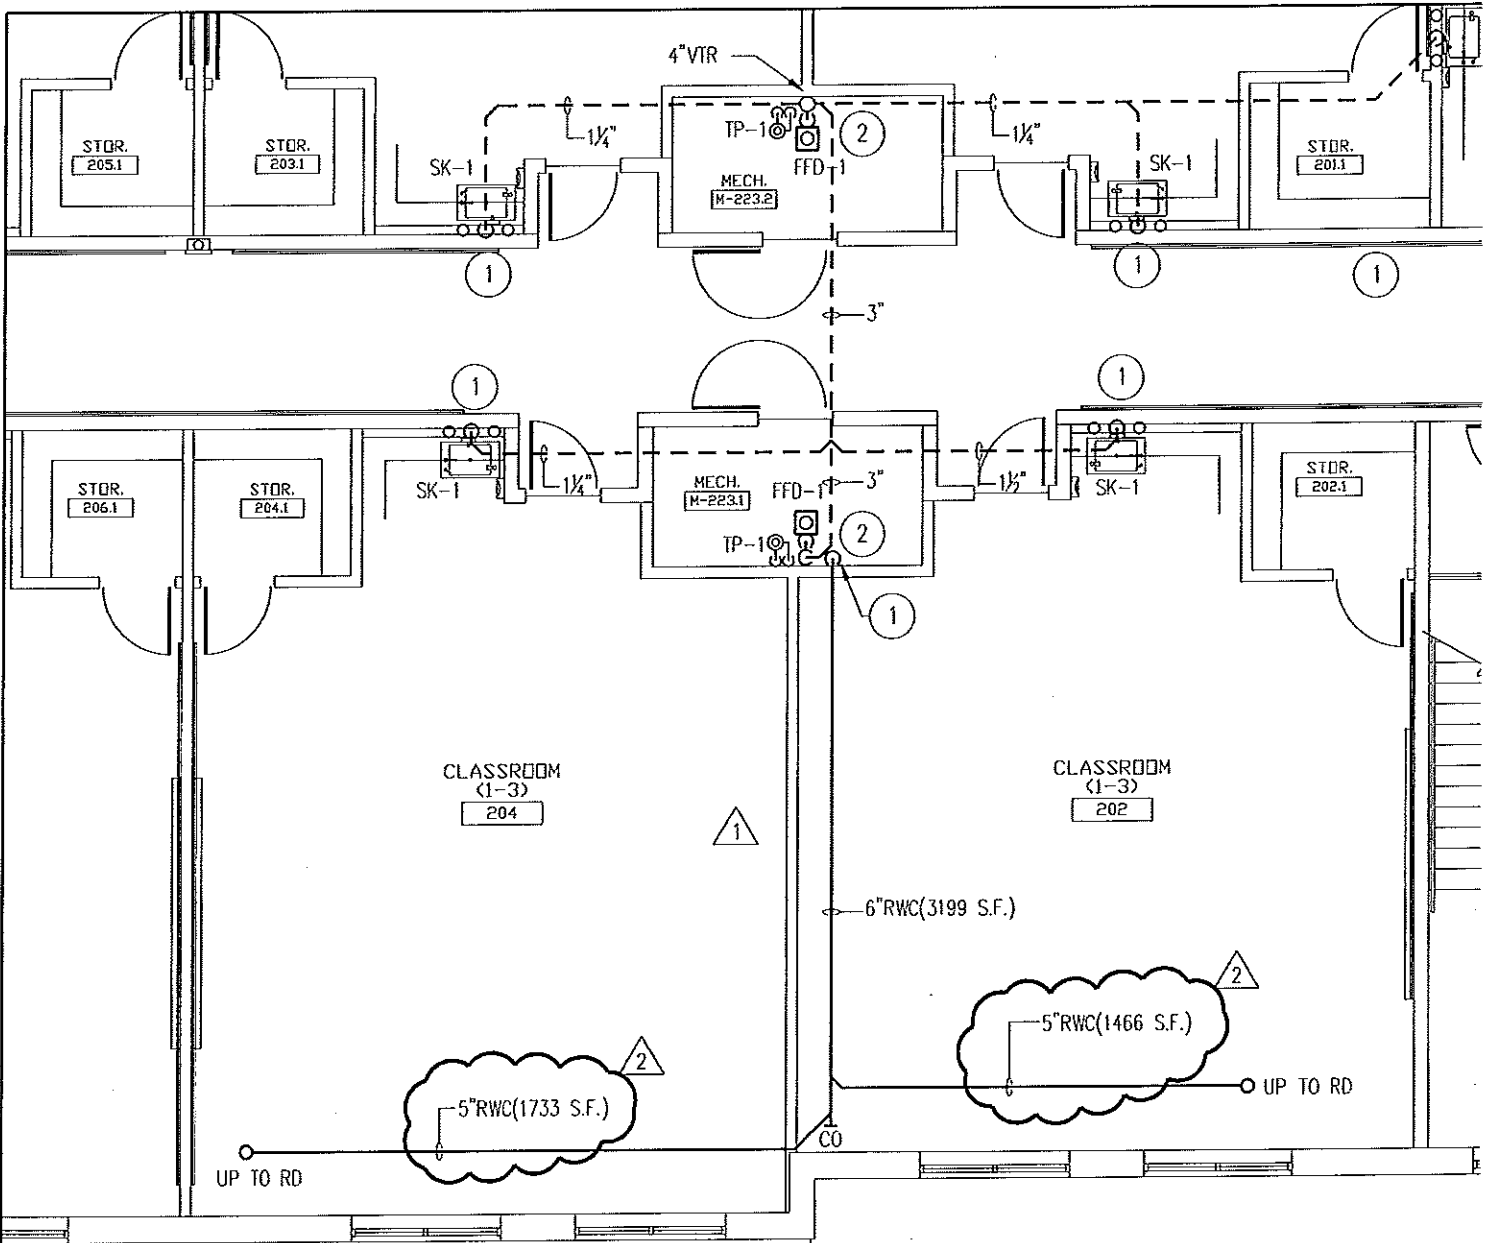 4"VTR
TP-1
2
FFD-1
1¼"
1¼"
STOR.
205.1
STOR.
203.1
SK-1
MECH.
M-223.2
SK-1
STOR.
201.1
1
1
1
3"
1
1
STOR.
206.1
STOR.
204.1
SK-1
1¼"
MECH.
M-223.1
FFD-1
3"
1½"
SK-1
STOR.
202.1
TP-1
2
1
CLASSROOM
(1-3)
204
CLASSROOM
(1-3)
202
1
6"RWC(3199 S.F.)
2
5"RWC(1466 S.F.)
2
5"RWC(1733 S.F.)
UP TO RD
CO
UP TO RD